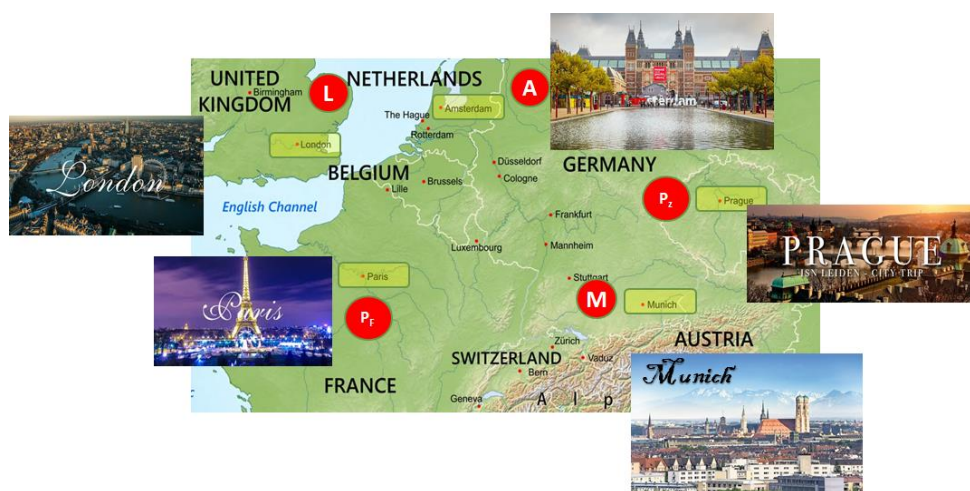 UNITED
KINGDOM
Birmingham
L
NETHERLANDS
A
Amsterdam
The Hague
Rotterdam
London
London
BELGIUM
Lille
Brussels
Düsseldorf
Cologne
GERMANY
English Channel
Pz
Prague
Frankfurt
Luxembourg
Mannheim
PRAGUE
ISN LEIDEN - CITY TRIP
Paris
Paris
Stuttgart
M
Munich
PF
Zürich
AUSTRIA
SWITZERLAND
Vaduz
Bern
FRANCE
Geneva
A l p
Munich